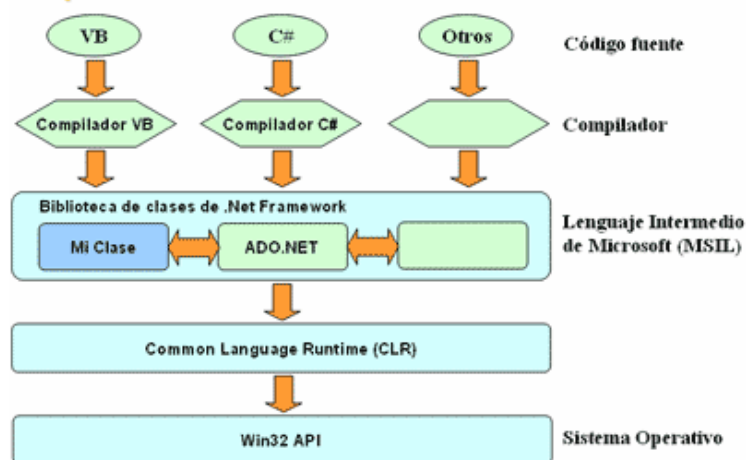 VB
C#
Otros
Código fuente
Compilador VB
Compilador C#
Compilador
Biblioteca de clases de .Net Framework
Mi Clase
ADO.NET
Lenguaje Intermedio
de Microsoft (MSIL)
Common Language Runtime (CLR)
Win32 API
Sistema Operativo